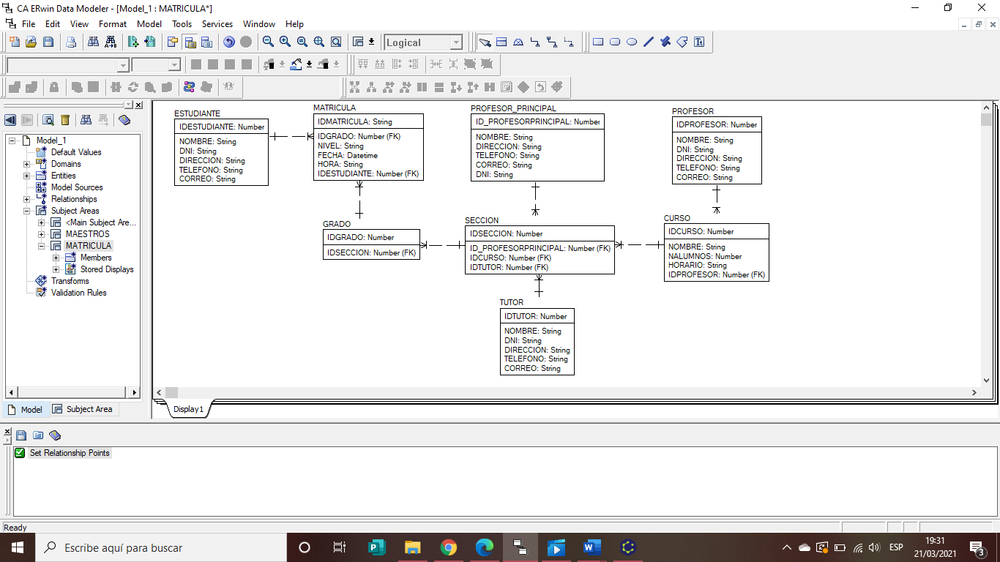 CA ERwin Data Modeler - [Model_1 : MATRICULA*]
File Edit View Format Model Tools Services Window Help
Logical
Model_1
Default Values
Domains
Entities
Model Sources
Relationships
Subject Areas
<Main Subject Are...
MAESTROS
MATRICULA
Members
Stored Displays
Transforms
Validation Rules
Model
Subject Area
ESTUDIANTE
IDESTUDIANTE: Number
NOMBRE: String
DNI: String
DIRECCION: String
TELEFONO: String
CORREO: String
MATRICULA
IDMATRICULA: String
IDGRADO: Number (FK)
NIVEL: String
FECHA: Datetime
HORA: String
IDESTUDIANTE: Number (FK)
PROFESOR_PRINCIPAL
ID_PROFESORPRINCIPAL: Number
NOMBRE: String
DIRECCION: String
TELEFONO: String
CORREO: String
DNI: String
PROFESOR
IDPROFESOR: Number
NOMBRE: String
DNI: String
DIRECCION: String
TELEFONO: String
CORREO: String
GRADO
IDGRADO: Number
IDSECCION: Number (FK)
SECCION
IDSECCION: Number
ID_PROFESORPRINCIPAL: Number (FK)
IDCURSO: Number (FK)
IDTUTOR: Number (FK)
CURSO
IDCURSO: Number
NOMBRE: String
NALUMNOS: Number
HORARIO: String
IDPROFESOR: Number (FK)
TUTOR
IDTUTOR: Number
NOMBRE: String
DNI: String
DIRECCION: String
TELEFONO: String
CORREO: String
Display1
Set Relationship Points
Ready
Escribe aquí para buscar
ESP
19:31
21/03/2021
3